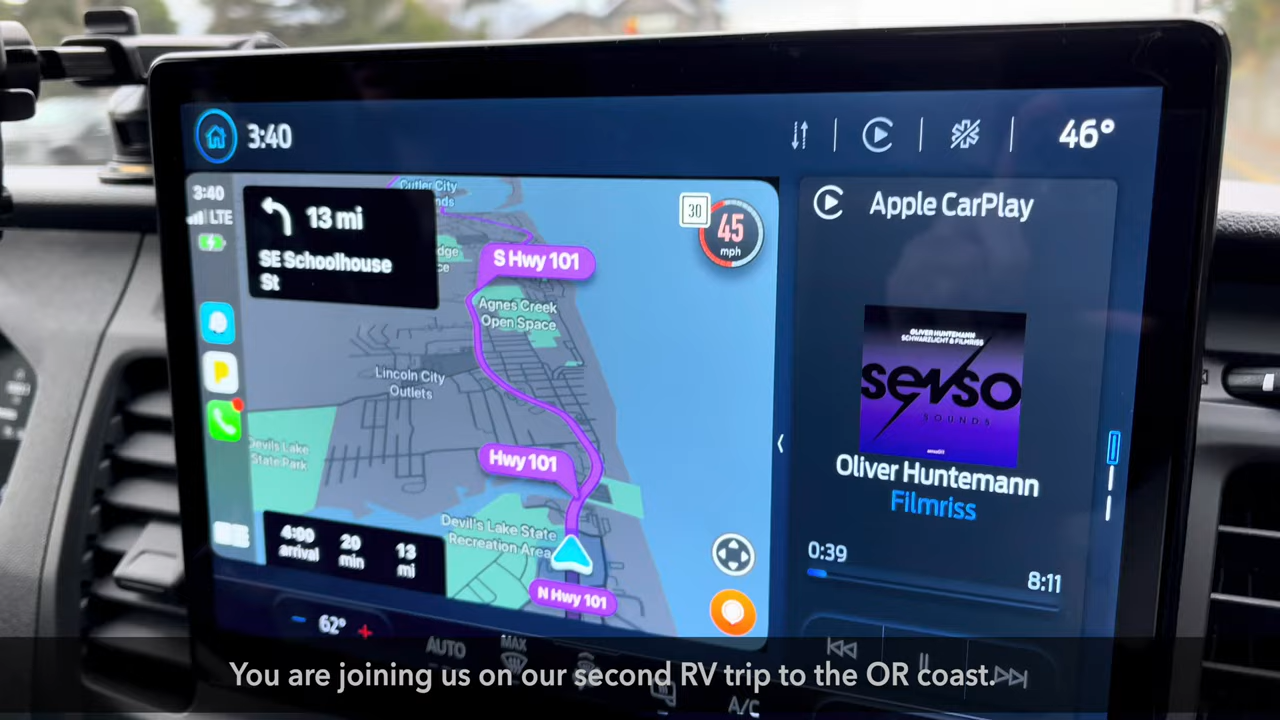 3:40
46°
3:40
LTE
13 mi
SE Schoolhouse
St
Cutler City
nds
dge
ce
S Hwy 101
30
45
mph
Agnes Creek
Open Space
Lincoln City
Outlets
Devils Lake
State Park
Hwy 101
Devil's Lake State
Recreation Area
N Hwy 101
4:00
arrival
20
min
13
mi
Apple CarPlay
OLIVER HUNTEMANN
SCHWARZLICHT & FILMRISS
SENSO
SOUNDS
Oliver Huntemann
Filmriss
0:39
8:11
62°
AUTO
MAX
A/C
You are joining us on our second RV trip to the OR coast.